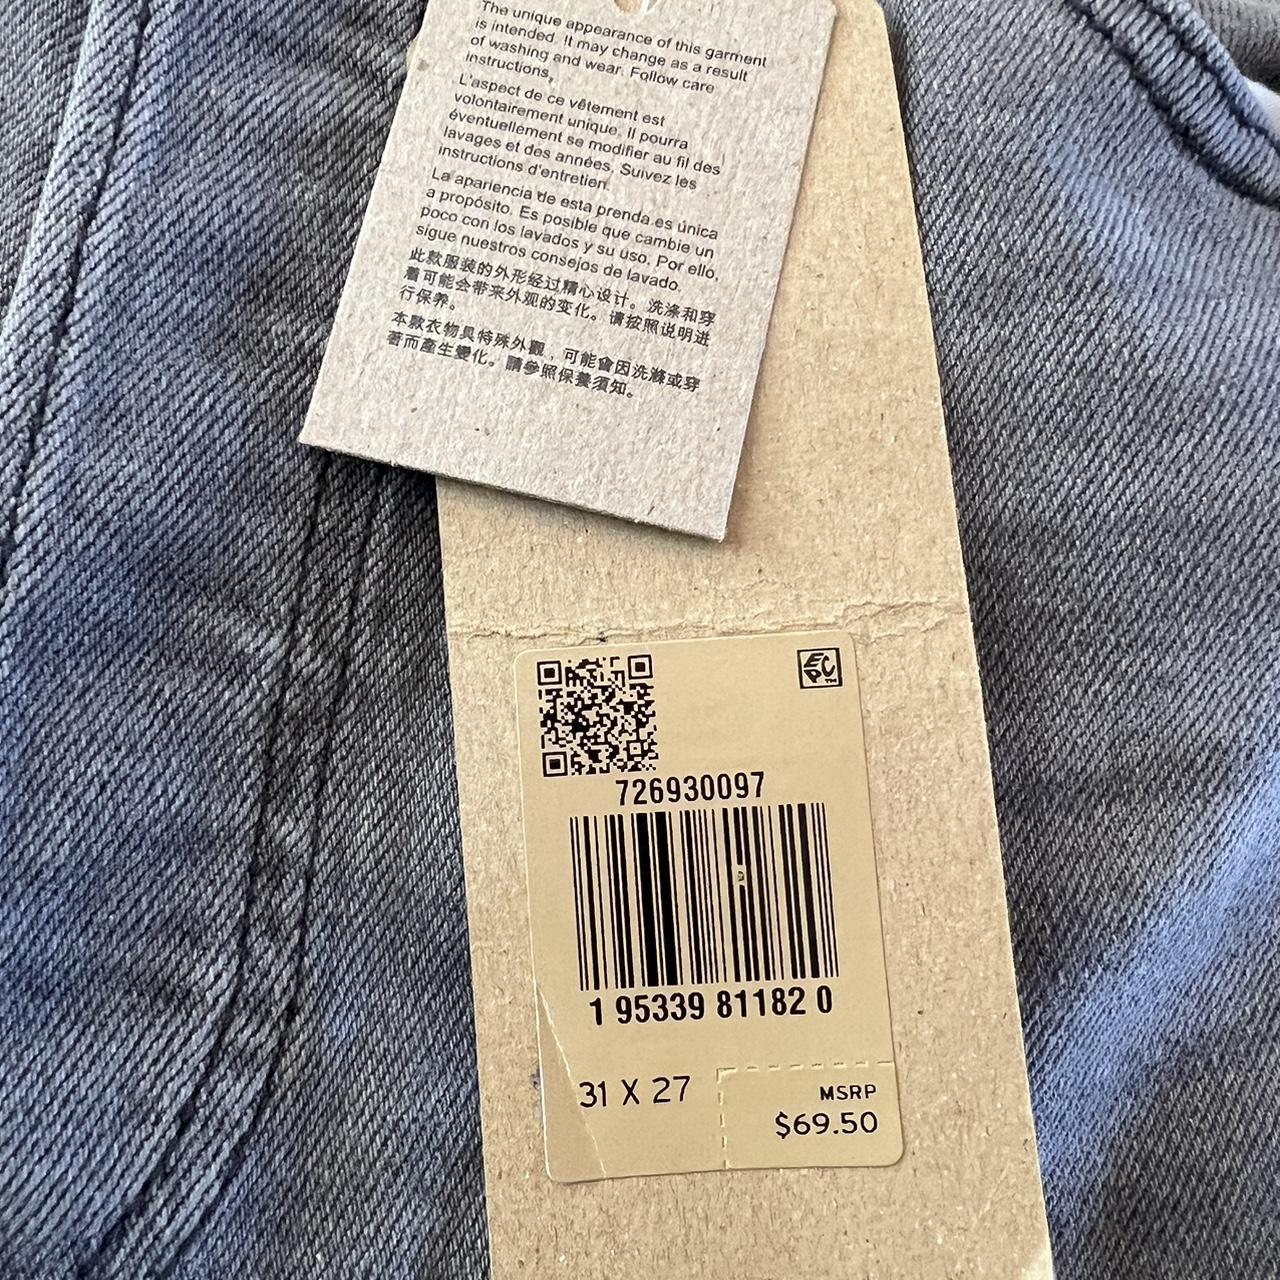 The unique appearance of this garment
is intended. It may change as a result
of washing and wear. Follow care
instructions,
L'aspect de ce vêtement est
volontairement unique. Il pourra
éventuellement se modifier au fil des
lavages et des années. Suivez les
instructions d'entretien.
La apariencia de esta prenda es única
a propósito. Es posible que cambie un
poco con los lavados y su uso. Por ello,
sigue nuestros consejos de lavado.
此款服装的外形经过精心设计。洗涤和穿
着可能会带来外观的变化。请按照说明进
行保养。
本款衣物具特殊外觀，可能會因洗滌或穿
著而產生變化。請參照保養須知。
EPC™
726930097
1 95339 81182 0
31 X 27
MSRP
$69.50